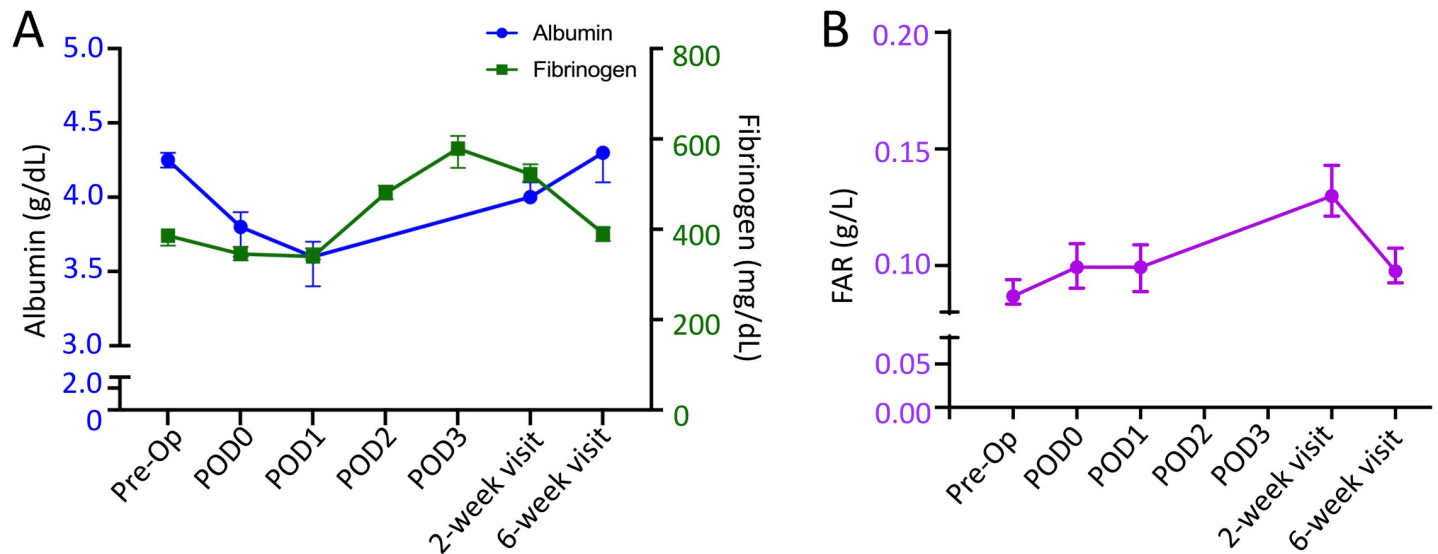 A
Albumin
Fibrinogen
5.0
4.5
4.0
3.5
3.0
2.0
0
Albumin (g/dL)
800
600
400
200
0
Fibrinogen (mg/dL)
Pre-Op
POD0
POD1
POD2
POD3
2-week visit
6-week visit
B
0.20
0.15
0.10
0.05
0.00
FAR (g/L)
Pre-Op
POD0
POD1
POD2
POD3
2-week visit
6-week visit